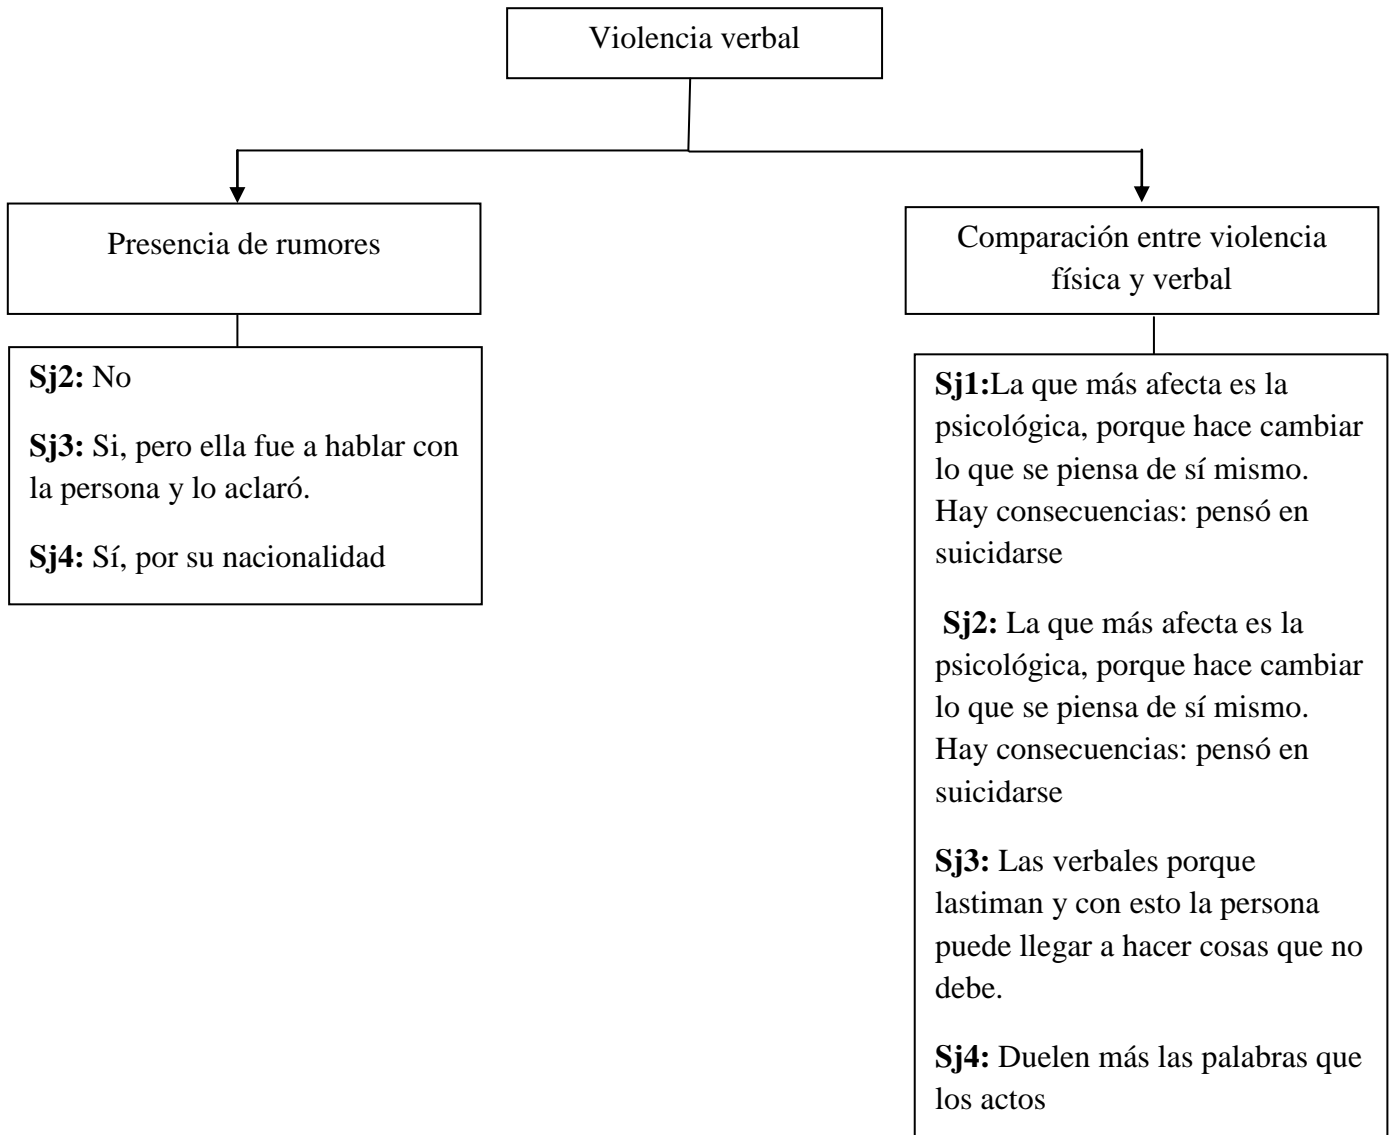 Violencia verbal
Presencia de rumores
Sj2: No
Sj3: Si, pero ella fue a hablar con
la persona y lo aclaró.
Sj4: Sí, por su nacionalidad
Comparación entre violencia
física y verbal
Sj1:La que más afecta es la
psicológica, porque hace cambiar
lo que se piensa de sí mismo.
Hay consecuencias: pensó en
suicidarse
Sj2: La que más afecta es la
psicológica, porque hace cambiar
lo que se piensa de sí mismo.
Hay consecuencias: pensó en
suicidarse
Sj3: Las verbales porque
lastiman y con esto la persona
puede llegar a hacer cosas que no
debe.
Sj4: Duelen más las palabras que
los actos